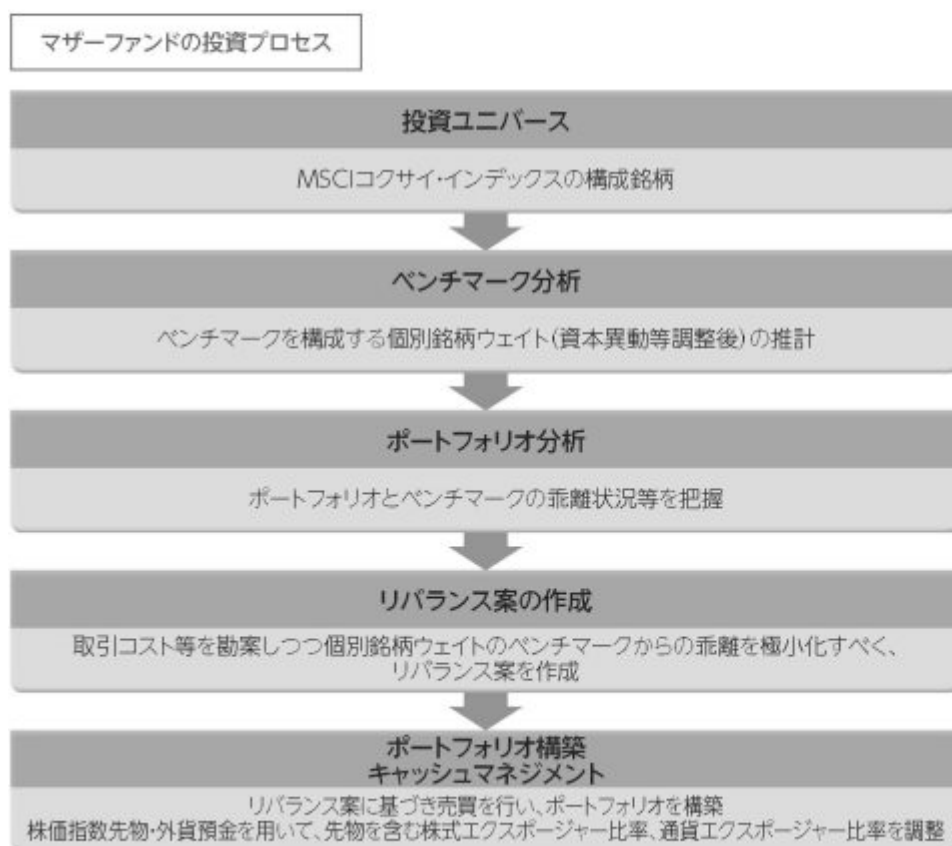 マザーファンドの投資プロセス
投資ユニバース
MSCIコクサイ・インデックスの構成銘柄
ベンチマーク分析
ベンチマークを構成する個別銘柄ウェイト(資本異動等調整後)の推計
ポートフォリオ分析
ポートフォリオとベンチマークの乖離状況等を把握
リバランス案の作成
取引コスト等を勘案しつつ個別銘柄ウェイトのベンチマークからの乖離を極小化すべく、
リバランス案を作成
ポートフォリオ構築
キャッシュマネジメント
リバランス案に基づき売買を行い、ポートフォリオを構築
株価指数先物・外貨預金を用いて、先物を含む株式エクスポージャー比率、通貨エクスポージャー比率を調整